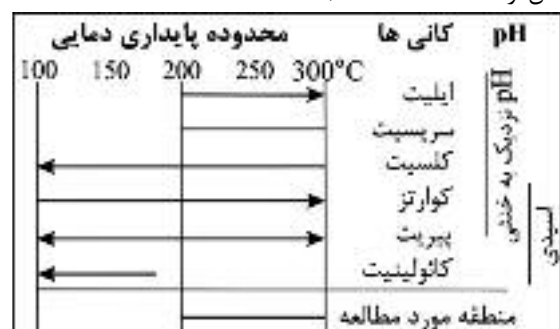 pH کانی ها محدوده پایداری دمایی
100 150 200 250 300°C
ایلیت
سریسیت
کلسیت
کوارتز
پیریت
کائولینیت
منطقه مورد مطالعه
pH نزدیک به خنثی
اسیدی